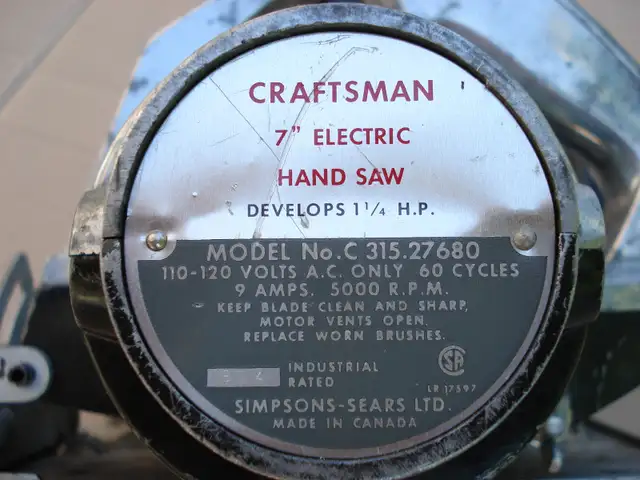 CRAFTSMAN
7" ELECTRIC
HAND SAW
DEVELOPS 1 1/4 H.P.
MODEL No. C 315.27680
110-120 VOLTS A.C. ONLY 60 CYCLES
9 AMPS. 5000 R.P.M.
KEEP BLADE CLEAN AND SHARP,
MOTOR VENTS OPEN.
REPLACE WORN BRUSHES.
INDUSTRIAL
RATED
LR 17597
SIMPSONS-SEARS LTD.
MADE IN CANADA